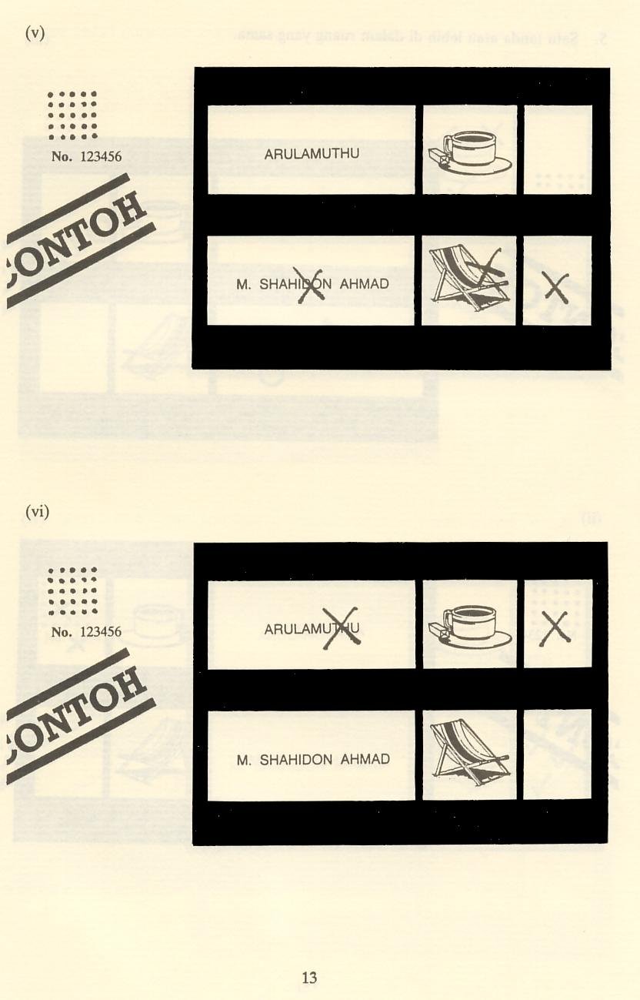 (v)
No. 123456
CONTOH
ARULAMUTHU
M. SHAHIDON AHMAD
(vi)
No. 123456
CONTOH
ARULAMUTHU
M. SHAHIDON AHMAD
13